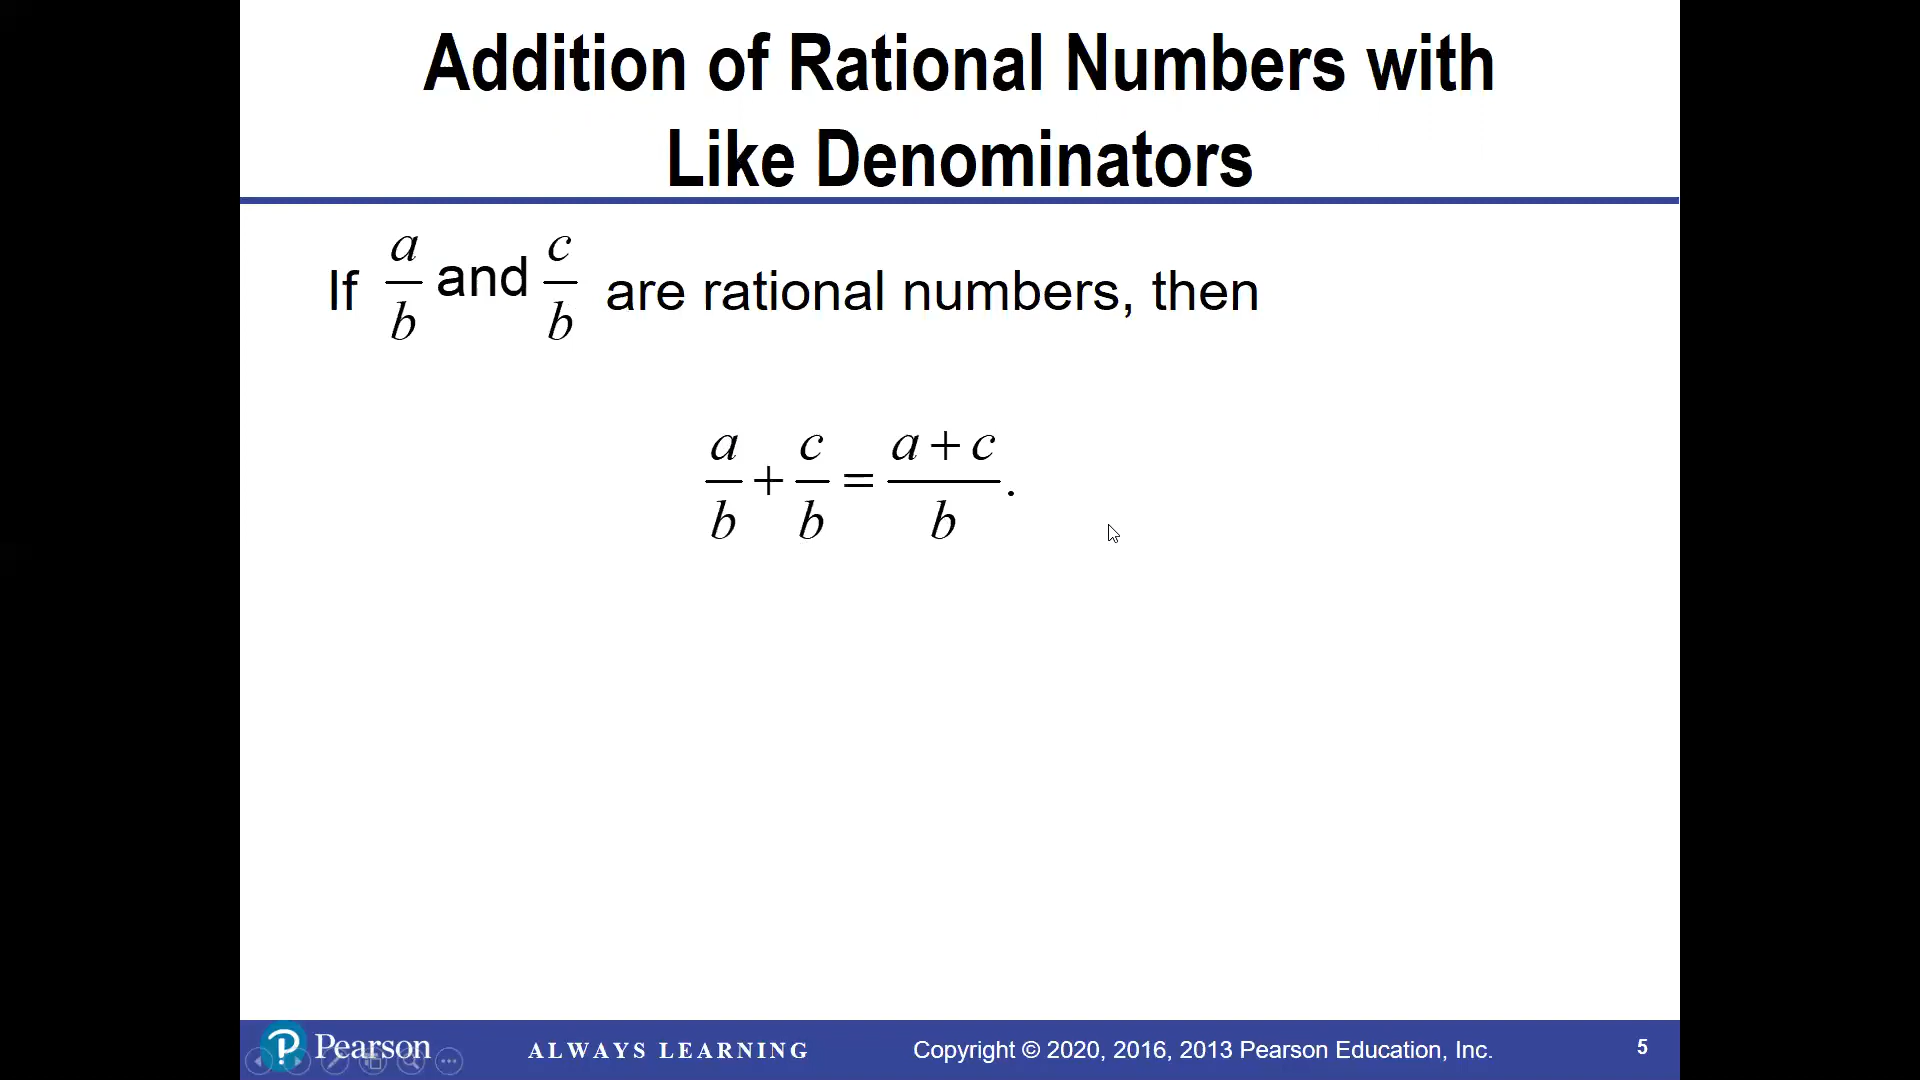 Addition of Rational Numbers with
Like Denominators
If a/b and c/b are rational numbers, then
a/b + c/b = (a + c)/b.
Pearson
ALWAYS LEARNING
Copyright © 2020, 2016, 2013 Pearson Education, Inc.
5